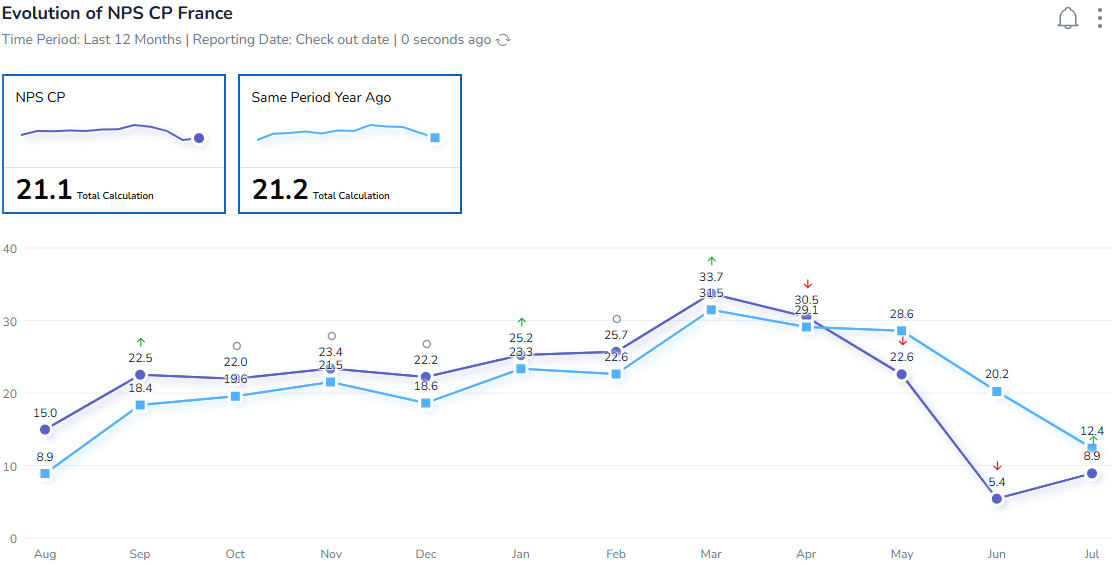 Evolution of NPS CP France
Time Period: Last 12 Months | Reporting Date: Check out date | 0 seconds ago
NPS CP
Same Period Year Ago
21.1 Total Calculation
21.2 Total Calculation
40
30
20
10
0
15.0
22.5
22.0
23.4
22.2
25.2
25.7
33.7
30.5
22.6
5.4
8.9
8.9
18.4
19.6
21.5
18.6
23.3
22.6
31.5
29.1
28.6
20.2
12.4
Aug
Sep
Oct
Nov
Dec
Jan
Feb
Mar
Apr
May
Jun
Jul